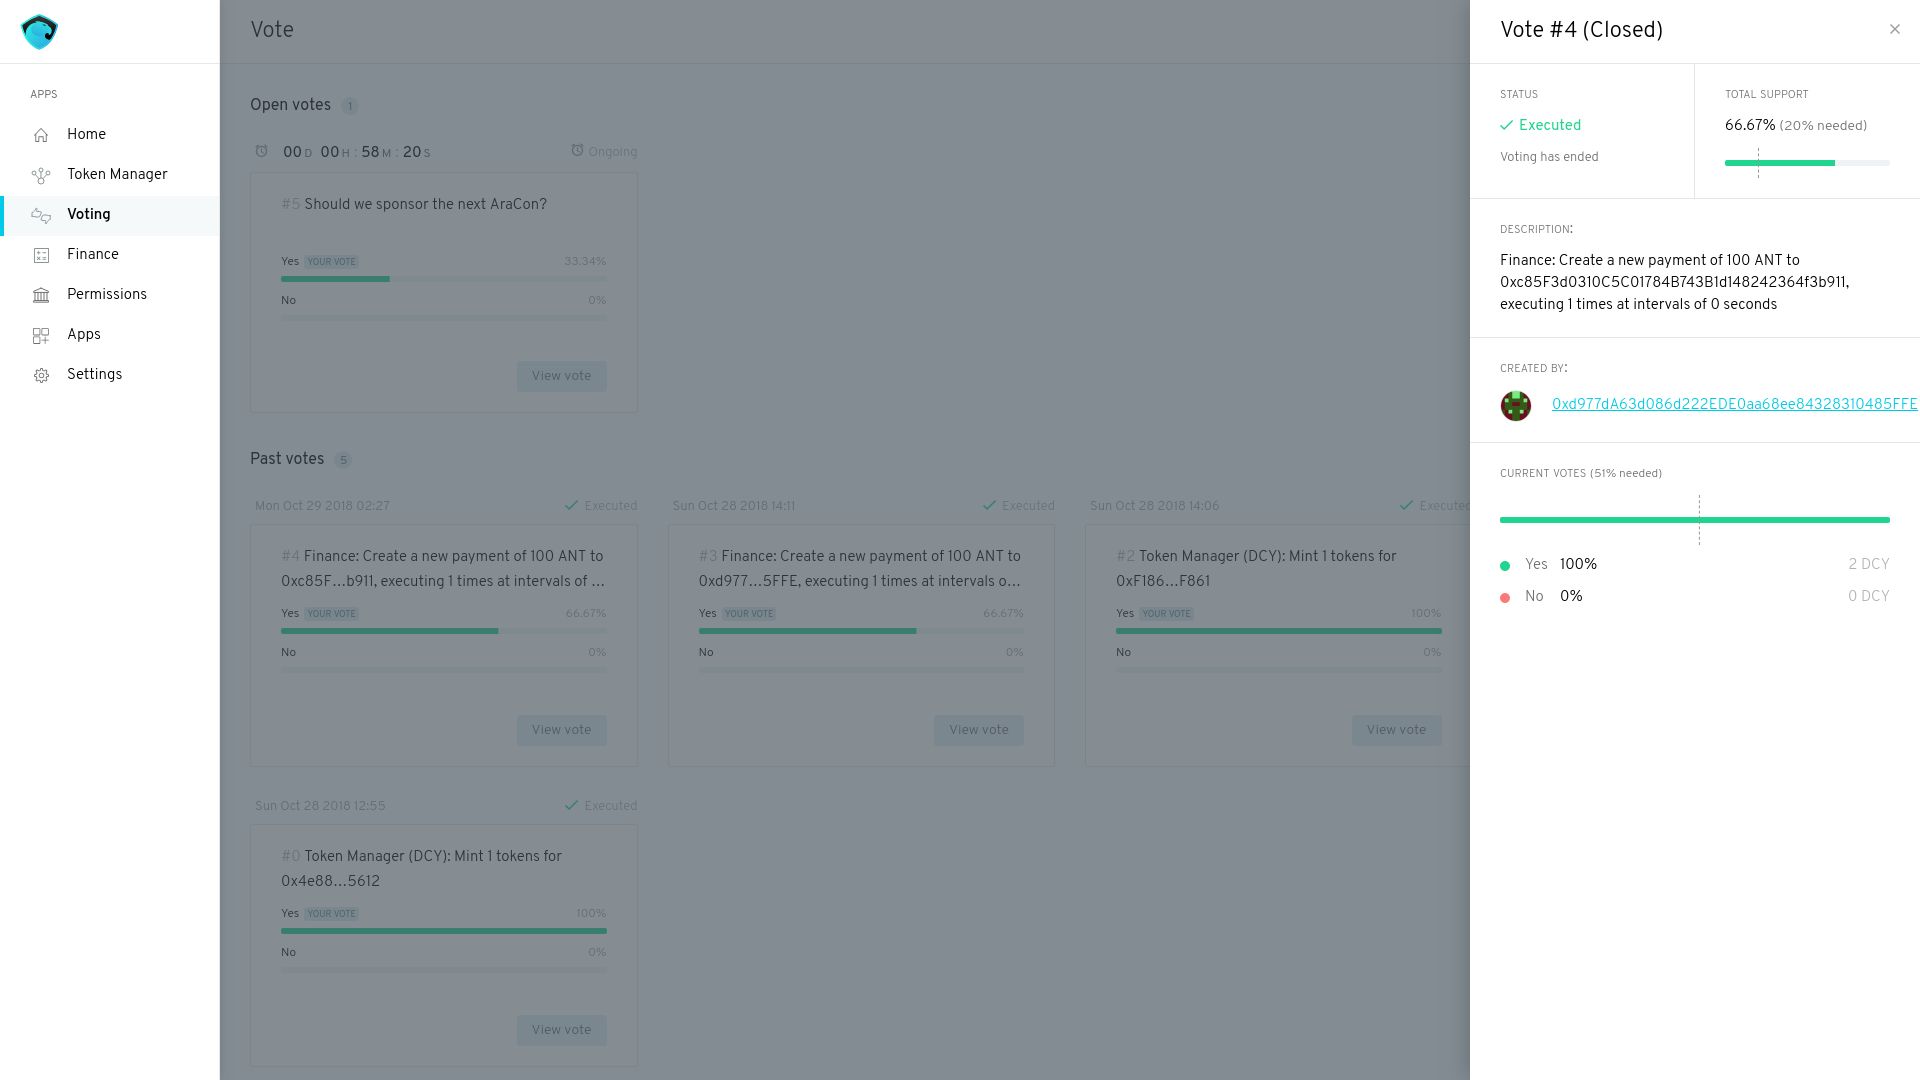 APPS
Home
Token Manager
Voting
Finance
Permissions
Apps
Settings
Vote
Open votes 1
00 D 00 H : 58 M : 20 S Ongoing
#5 Should we sponsor the next AraCon?
Yes YOUR VOTE 33.34%
No 0%
View vote
Past votes 5
Mon Oct 29 2018 02:27 Executed
#4 Finance: Create a new payment of 100 ANT to
0xc85F…b911, executing 1 times at intervals of …
Yes YOUR VOTE 66.67%
No 0%
View vote
Sun Oct 28 2018 14:11 Executed
#3 Finance: Create a new payment of 100 ANT to
0xd977…5FFE, executing 1 times at intervals o…
Yes YOUR VOTE 66.67%
No 0%
View vote
Sun Oct 28 2018 14:06 Executed
#2 Token Manager (DCY): Mint 1 tokens for
0xF186…F861
Yes YOUR VOTE 100%
No 0%
View vote
Sun Oct 28 2018 12:55 Executed
#0 Token Manager (DCY): Mint 1 tokens for
0x4e88…5612
Yes YOUR VOTE 100%
No 0%
View vote
Vote #4 (Closed)
STATUS
Executed
Voting has ended
TOTAL SUPPORT
66.67% (20% needed)
DESCRIPTION:
Finance: Create a new payment of 100 ANT to
0xc85F3d0310C5C01784B743B1d148242364f3b911,
executing 1 times at intervals of 0 seconds
CREATED BY:
0xd977dA63d086d222EDE0aa68ee84328310485FFE
CURRENT VOTES (51% needed)
Yes 100% 2 DCY
No 0% 0 DCY